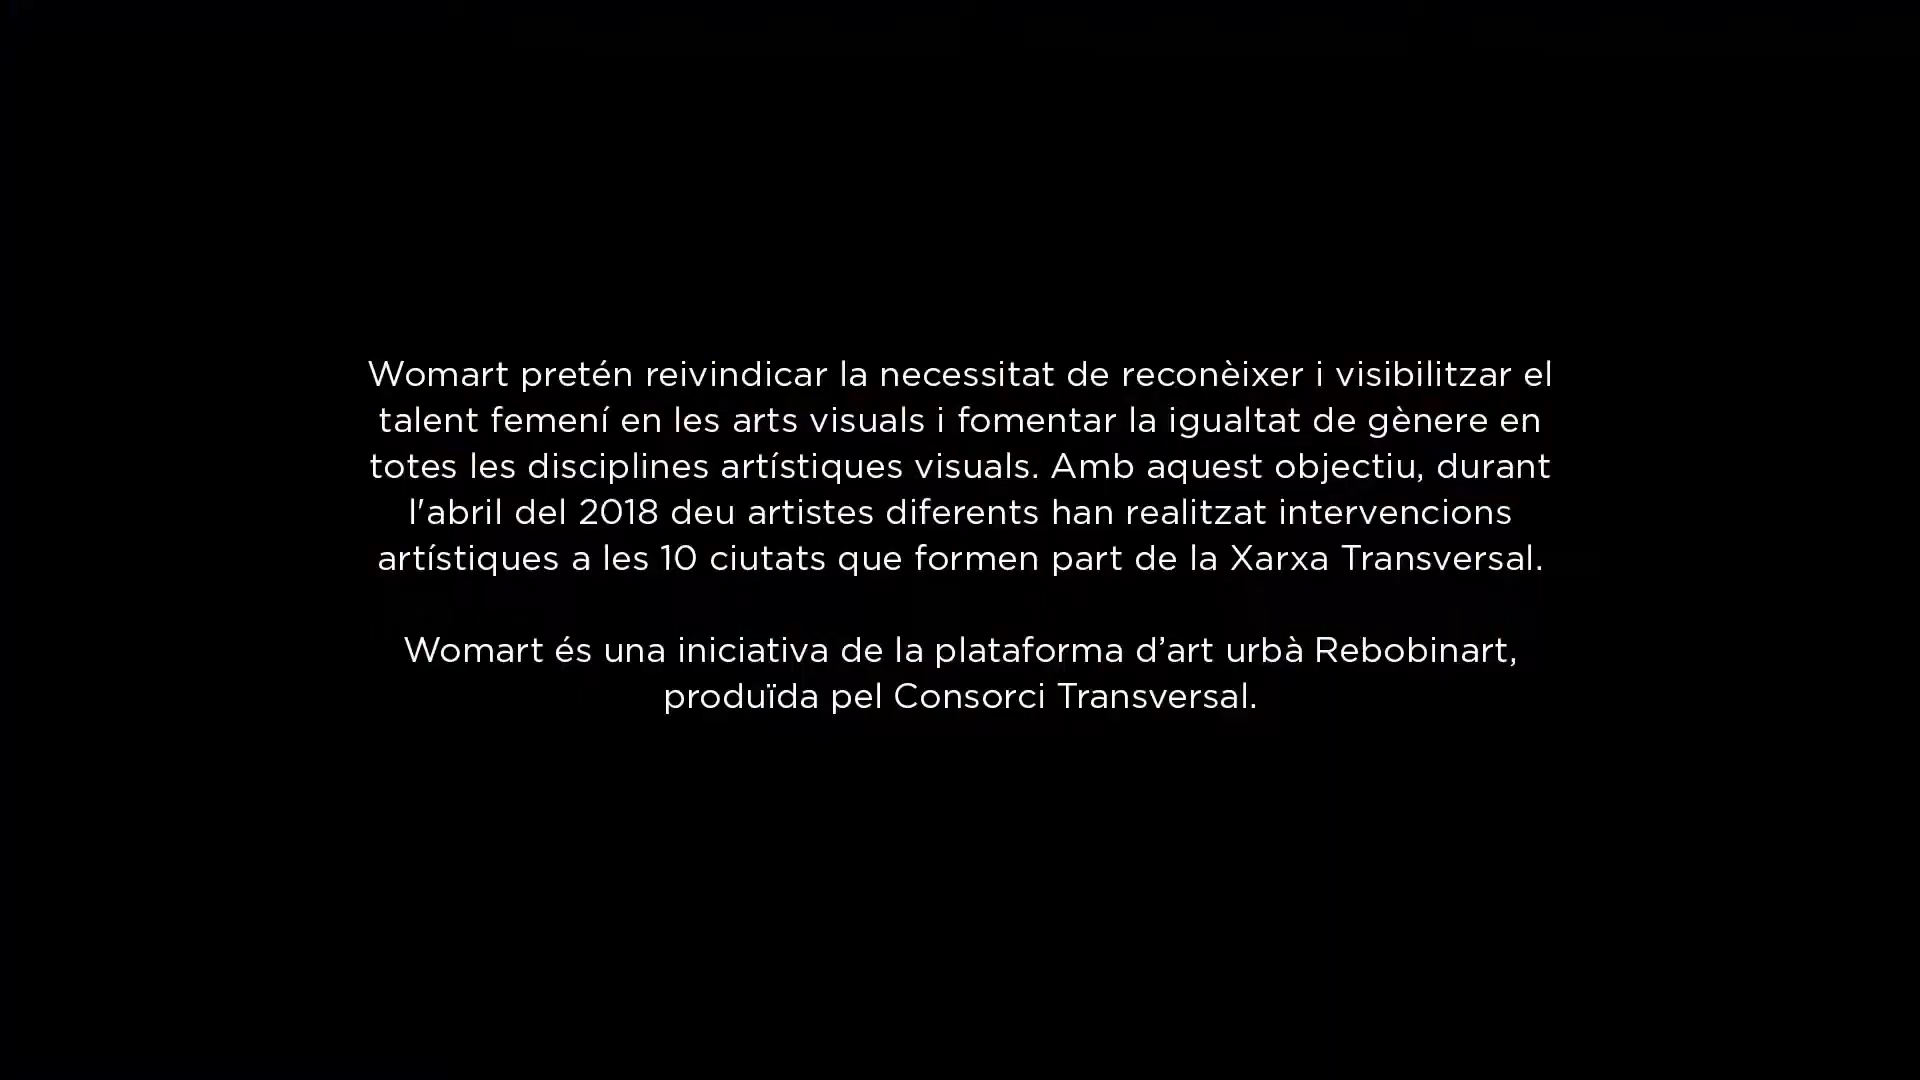 Womart pretén reivindicar la necessitat de reconèixer i visibilitzar el
talent femení en les arts visuals i fomentar la igualtat de gènere en
totes les disciplines artístiques visuals. Amb aquest objectiu, durant
l'abril del 2018 deu artistes diferents han realitzat intervencions
artístiques a les 10 ciutats que formen part de la Xarxa Transversal.
Womart és una iniciativa de la plataforma d’art urbà Rebobinart,
produïda pel Consorci Transversal.